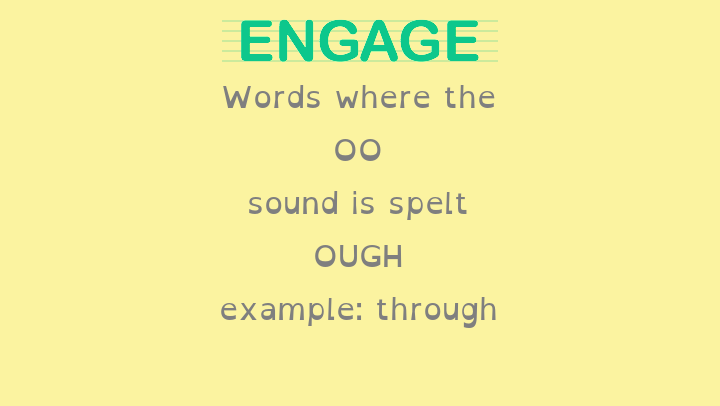 ENGAGE
Words where the
OO
sound is spelt
OUGH
example: through